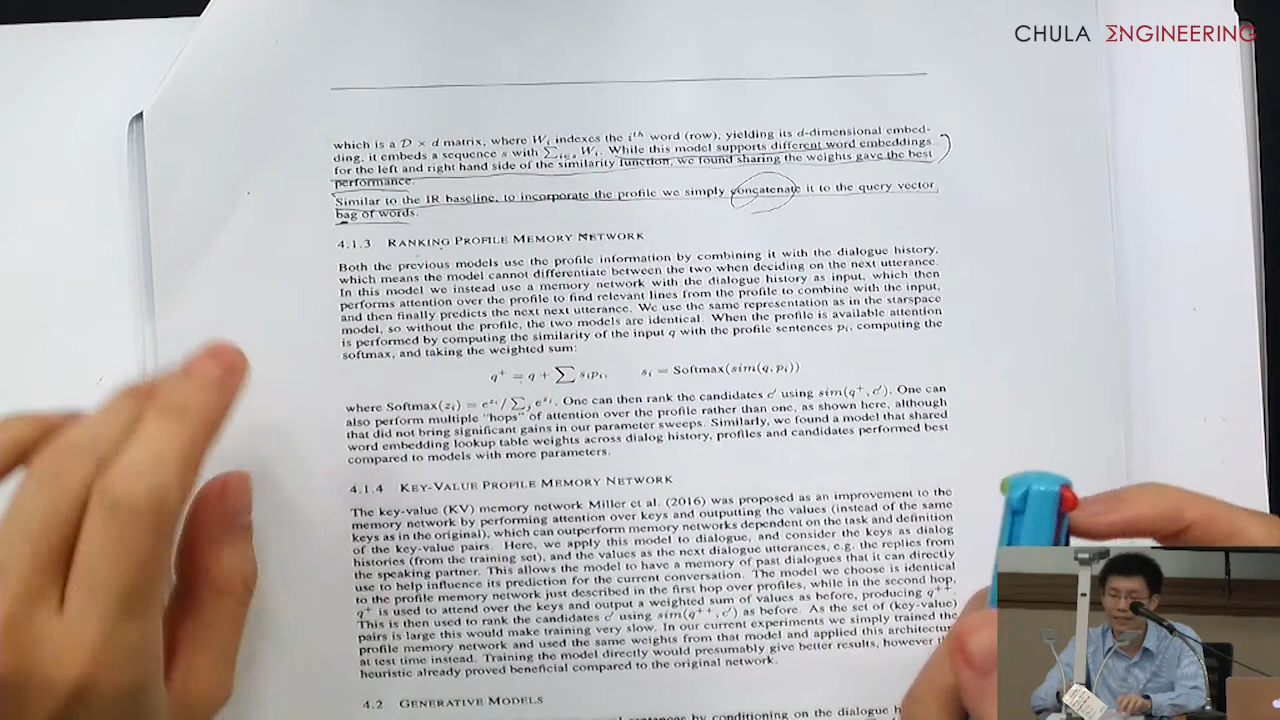 CHULA ΣNGINEERING
which is a D × d matrix, where W_i indexes the i^th word (row), yielding its d-dimensional embed-
ding, it embeds a sequence s with ∑_{i∈s} W_i. While this model supports different word embeddings
for the left and right hand side of the similarity function, we found sharing the weights gave the best
performance.
Similar to the IR baseline, to incorporate the profile we simply concatenate it to the query vector
bag of words.
4.1.3 RANKING PROFILE MEMORY NETWORK
Both the previous models use the profile information by combining it with the dialogue history,
which means the model cannot differentiate between the two when deciding on the next utterance.
In this model we instead use a memory network with the dialogue history as input, which then
performs attention over the profile to find relevant lines from the profile to combine with the input,
and then finally predicts the next next utterance. We use the same representation as in the starspace
model, so without the profile, the two models are identical. When the profile is available attention
is performed by computing the similarity of the input q with the profile sentences p_i, computing the
softmax, and taking the weighted sum:
q^+ = q + ∑ s_i p_i, s_i = Softmax(sim(q, p_i))
where Softmax(z_i) = e^{z_i} / ∑_j e^{z_j}. One can then rank the candidates c′ using sim(q^+, c′). One can
also perform multiple "hops" of attention over the profile rather than one, as shown here, although
that did not bring significant gains in our parameter sweeps. Similarly, we found a model that shared
word embedding lookup table weights across dialog history, profiles and candidates performed best
compared to models with more parameters.
4.1.4 KEY-VALUE PROFILE MEMORY NETWORK
The key-value (KV) memory network Miller et al. (2016) was proposed as an improvement to the
memory network by performing attention over keys and outputting the values (instead of the same
keys as in the original), which can outperform memory networks dependent on the task and definition
of the key-value pairs. Here, we apply this model to dialogue, and consider the keys as dialog
histories (from the training set), and the values as the next dialogue utterances, e.g. the replies from
the speaking partner. This allows the model to have a memory of past dialogues that it can directly
use to help influence its prediction for the current conversation. The model we choose is identical
to the profile memory network just described in the first hop over profiles, while in the second hop,
q^+ is used to attend over the keys and output a weighted sum of values as before, producing q^{++}.
This is then used to rank the candidates c′ using sim(q^{++}, c′) as before. As the set of (key-value)
pairs is large this would make training very slow. In our current experiments we simply trained the
profile memory network and used the same weights from that model and applied this architecture
at test time instead. Training the model directly would presumably give better results, however
heuristic already proved beneficial compared to the original network.
4.2 GENERATIVE MODELS
sentences by conditioning on the dialogue